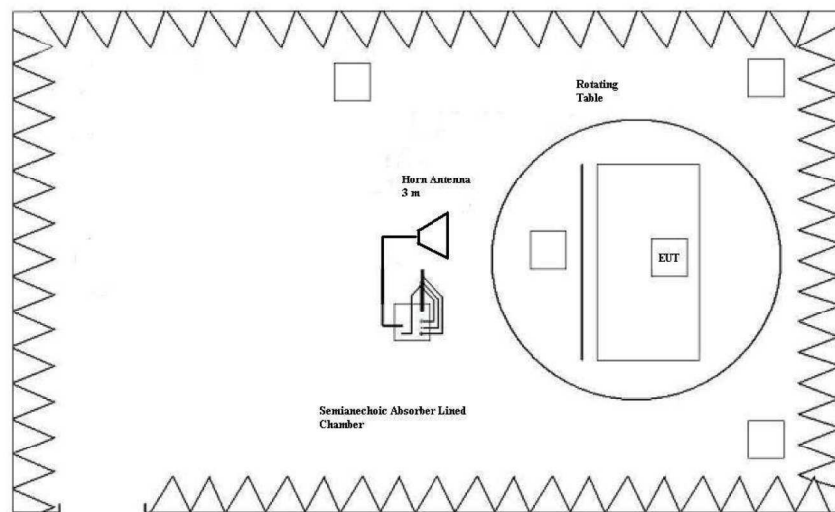 Rotating
Table
Horn Antenna
3 m
EUT
Semianechoic Absorber Lined
Chamber